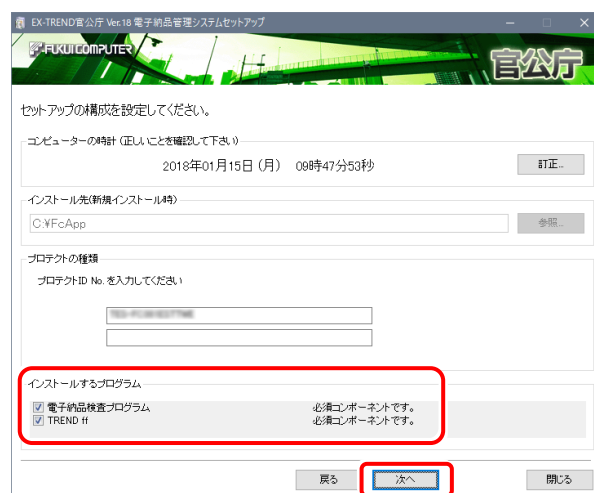 EX-TREND官公庁 Ver.18 電子納品管理システムセットアップ
FUKUI COMPUTER
官公庁
セットアップの構成を設定してください。
コンピューターの時計 (正しいことを確認して下さい)
2018年01月15日 (月) 09時47分53秒
訂正...
インストール先(新規インストール時)
C:¥FcApp
参照...
プロテクトの種類
プロテクトID No. を入力してください
インストールするプログラム
電子納品検査プログラム 必須コンポーネントです。
TREND ff 必須コンポーネントです。
戻る 次へ 閉じる